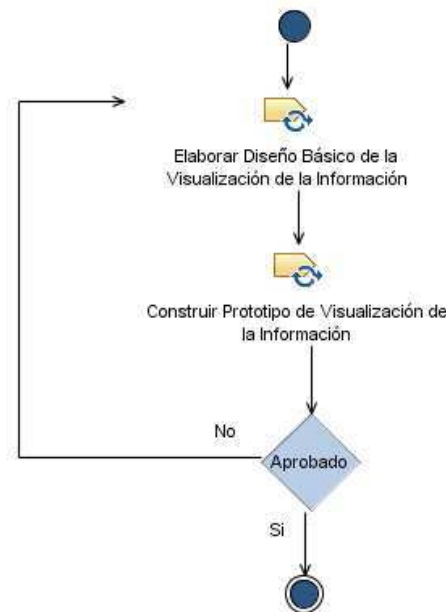 Elaborar Diseño Básico de la
Visualización de la Información
Construir Prototipo de Visualización de
la Información
No
Aprobado
Si